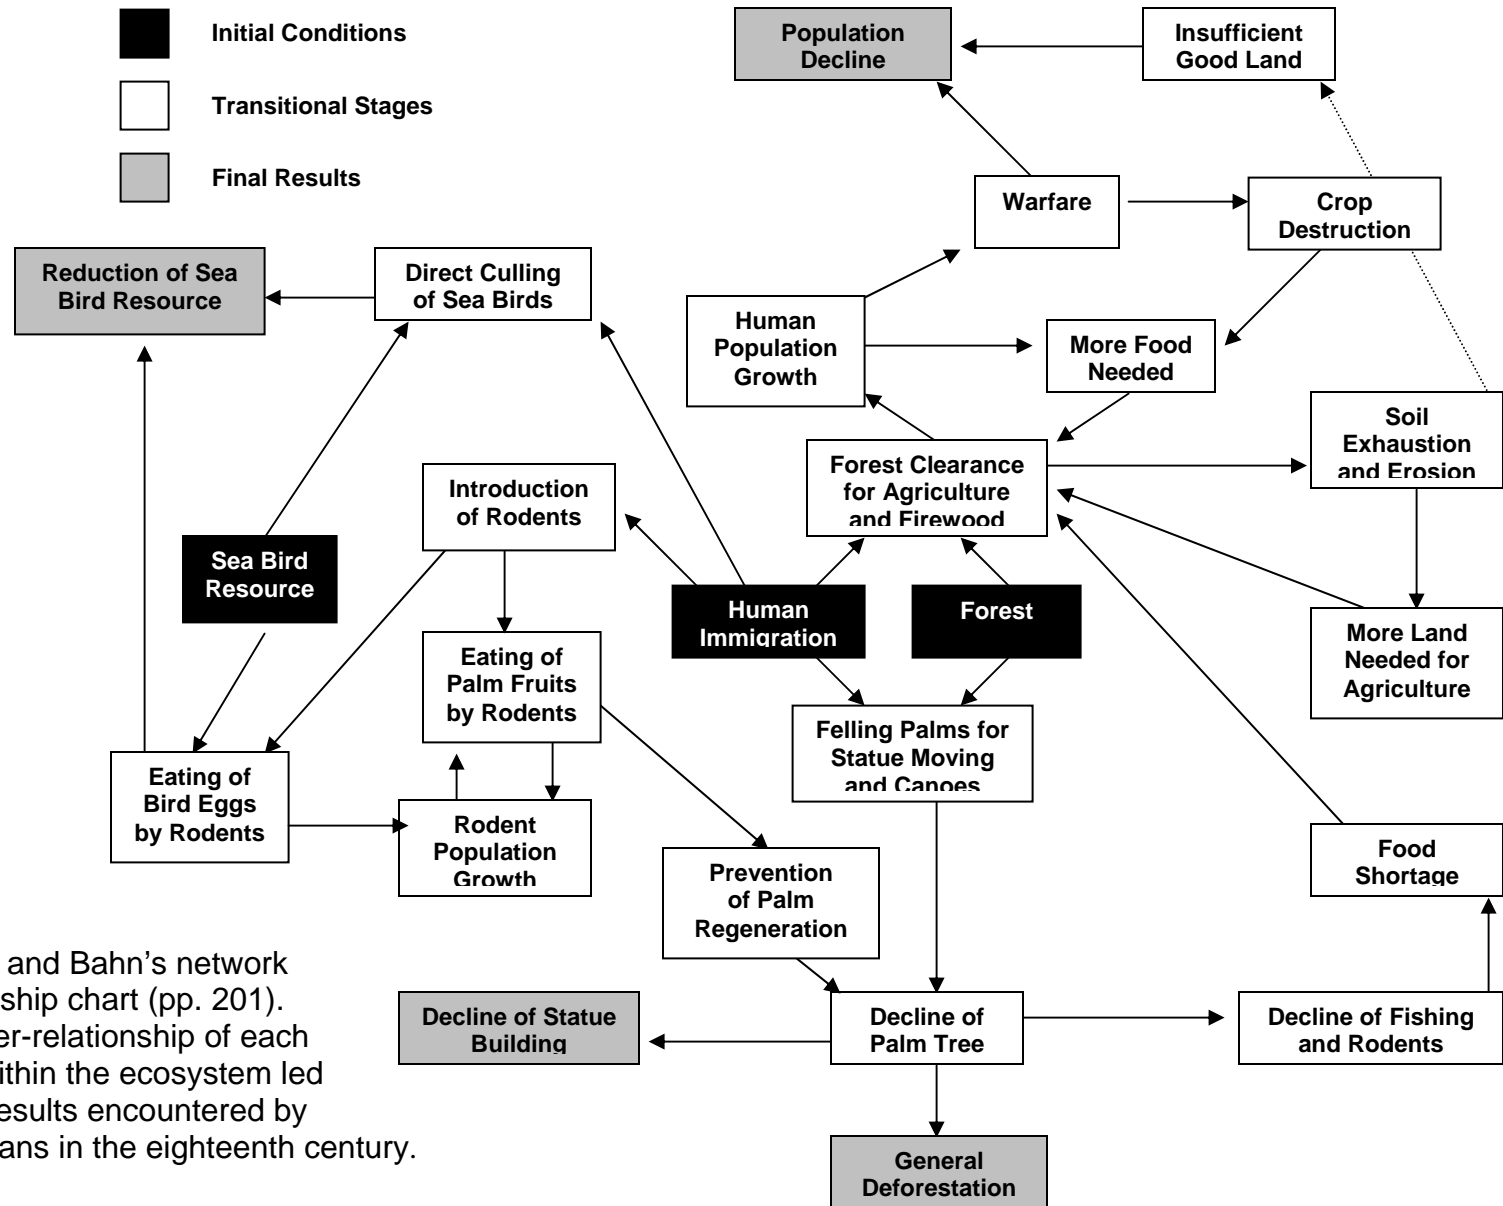 Initial Conditions
Transitional Stages
Final Results
Population
Decline
Insufficient
Good Land
Warfare
Crop
Destruction
Reduction of Sea
Bird Resource
Direct Culling
of Sea Birds
Human
Population
Growth
More Food
Needed
Soil
Exhaustion
and Erosion
Forest Clearance
for Agriculture
and Firewood
Introduction
of Rodents
Sea Bird
Resource
Human
Immigration
Forest
More Land
Needed for
Agriculture
Eating of
Palm Fruits
by Rodents
Felling Palms for
Statue Moving
and Canoes
Eating of
Bird Eggs
by Rodents
Rodent
Population
Growth
Food
Shortage
Prevention
of Palm
Regeneration
Decline of Statue
Building
Decline of
Palm Tree
Decline of Fishing
and Rodents
General
Deforestation
and Bahn’s network
ship chart (pp. 201).
er-relationship of each
ithin the ecosystem led
esults encountered by
ans in the eighteenth century.